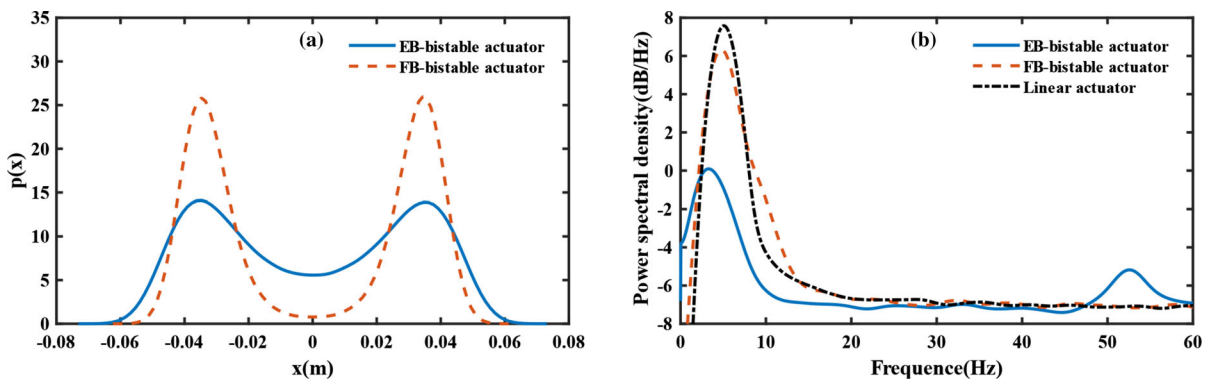 (a)
EB-bistable actuator
FB-bistable actuator
p(x)
35
30
25
20
15
10
5
0
-0.08 -0.06 -0.04 -0.02 0 0.02 0.04 0.06 0.08
x(m)
(b)
EB-bistable actuator
FB-bistable actuator
Linear actuator
Power spectral density(dB/Hz)
8
6
4
2
0
-2
-4
-6
-8
0 10 20 30 40 50 60
Frequence(Hz)